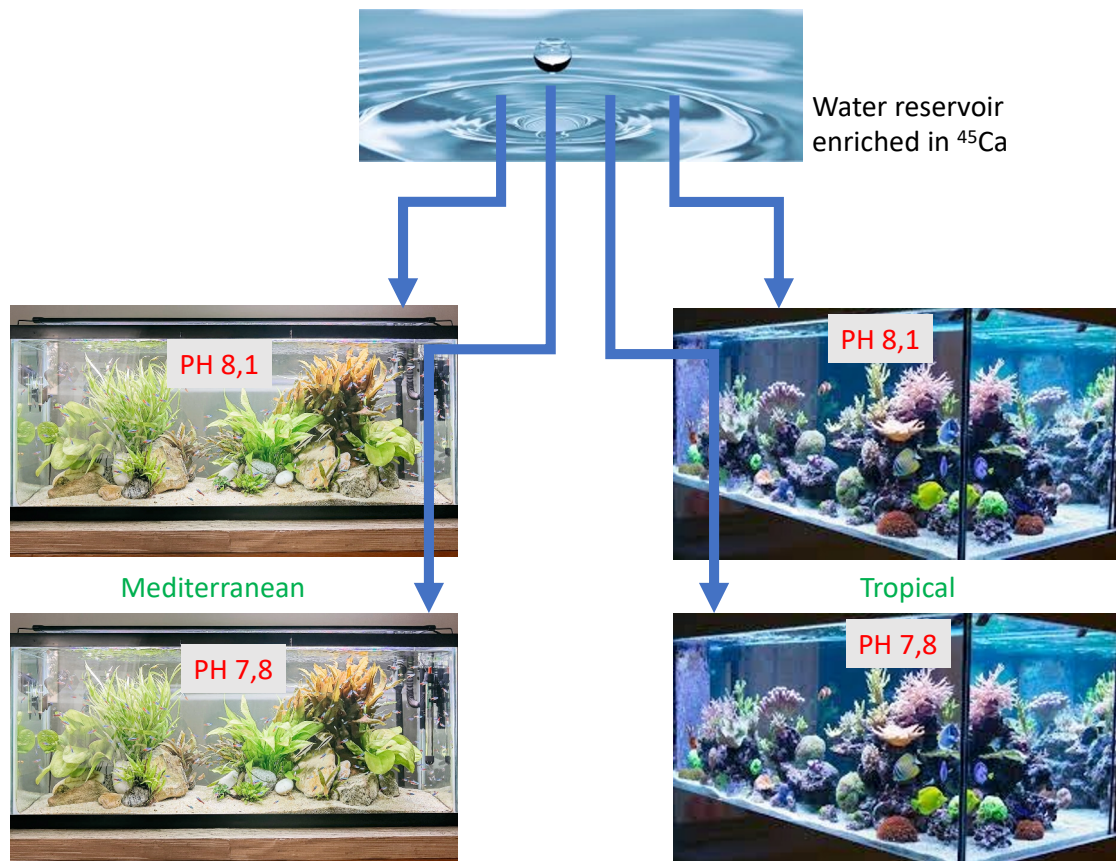 Water reservoir
enriched in ⁴⁵Ca
PH 8,1
PH 8,1
Mediterranean
Tropical
PH 7,8
PH 7,8